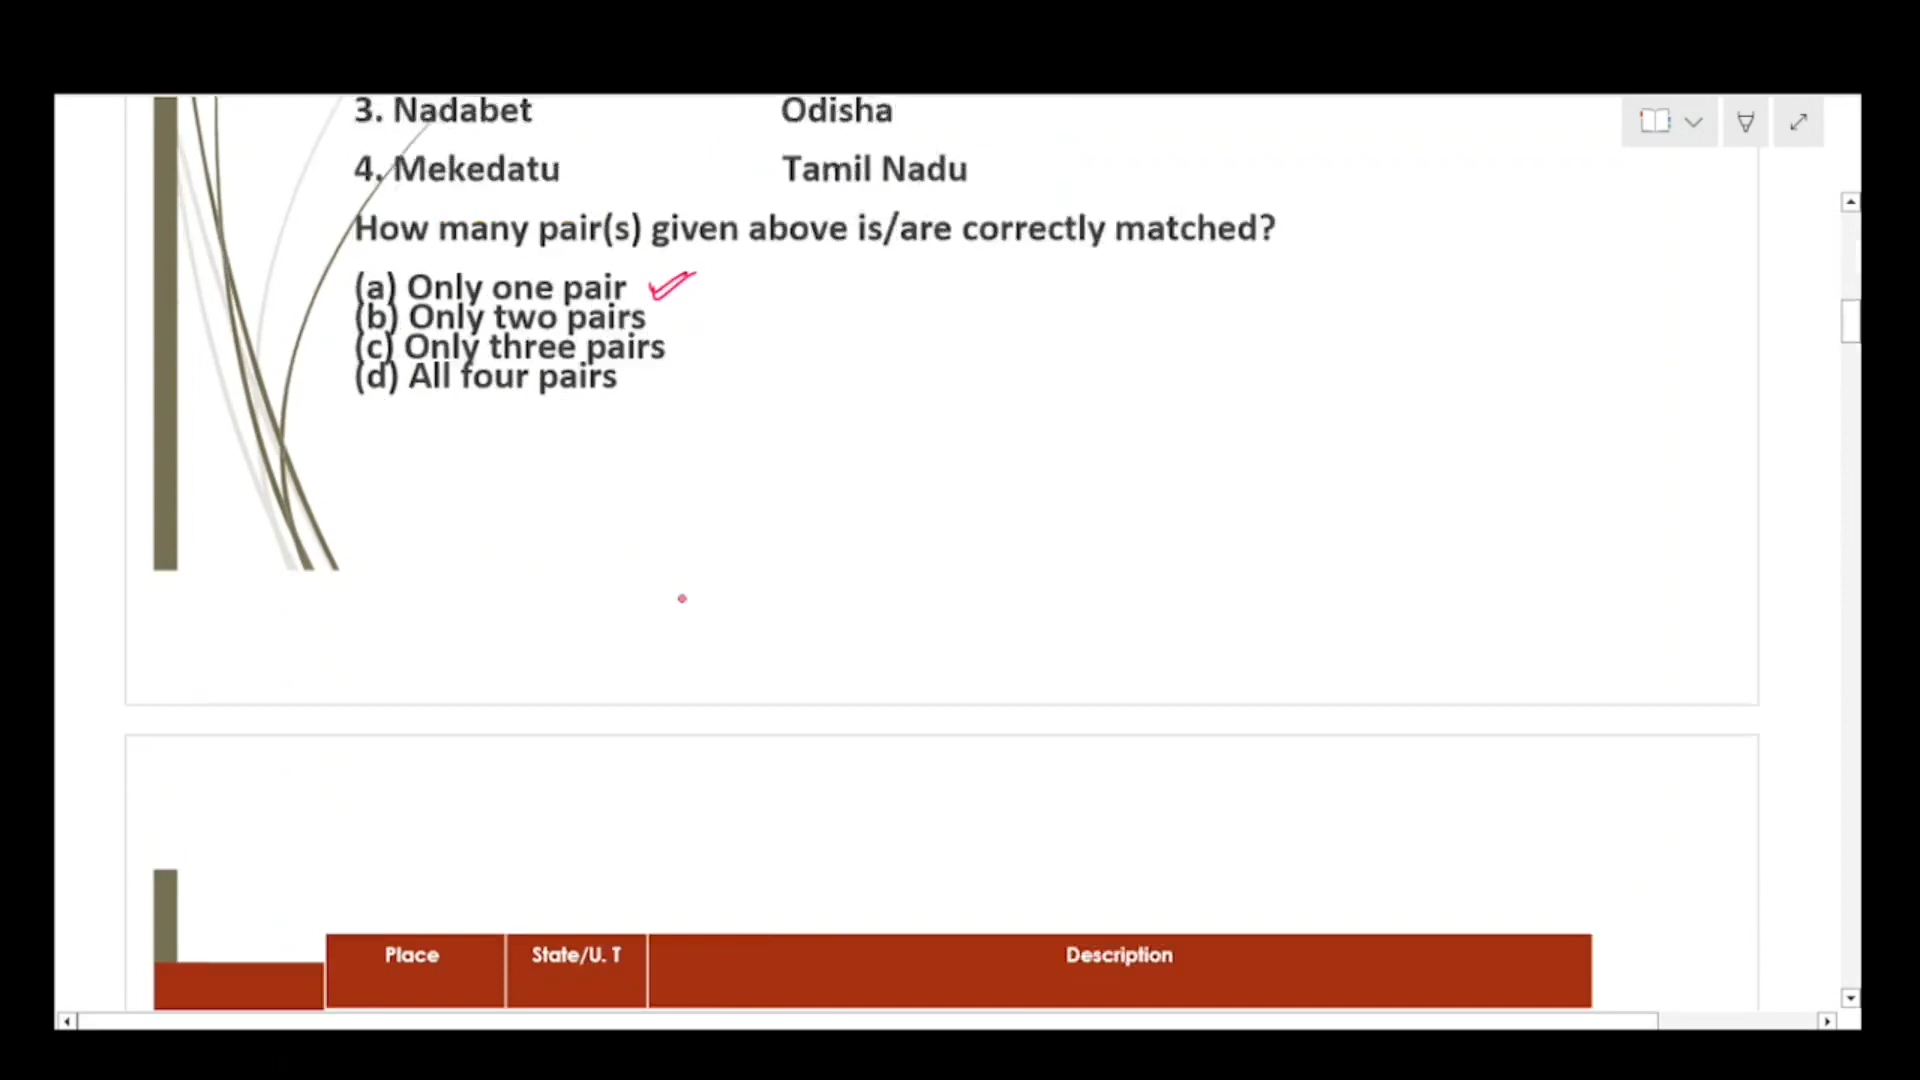 3. Nadabet Odisha
4. Mekedatu Tamil Nadu
How many pair(s) given above is/are correctly matched?
(a) Only one pair
(b) Only two pairs
(c) Only three pairs
(d) All four pairs
Place State/U. T Description